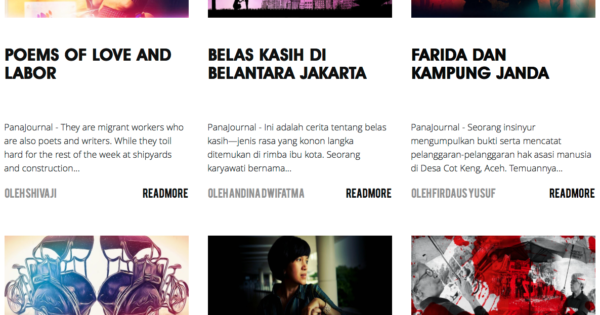 POEMS OF LOVE AND
LABOR
PanaJournal - They are migrant workers who
are also poets and writers. While they toil
hard for the rest of the week at shipyards
and construction...
OLEHSHIVAJI
READMORE
BELAS KASIH DI
BELANTARA JAKARTA
PanaJournal - Ini adalah cerita tentang belas
kasih—jenis rasa yang konon langka
ditemukan di rimba ibu kota. Seorang
karyawati bernama...
OLEHANDINA DWIFATMA
READMORE
FARIDA DAN
KAMPUNG JANDA
PanaJournal - Seorang insinyur
mengumpulkan bukti serta mencatat
pelanggaran-pelanggaran hak asasi manusia
di Desa Cot Keng, Aceh. Temuannya...
OLEHFIRDAUS YUSUF
READMORE